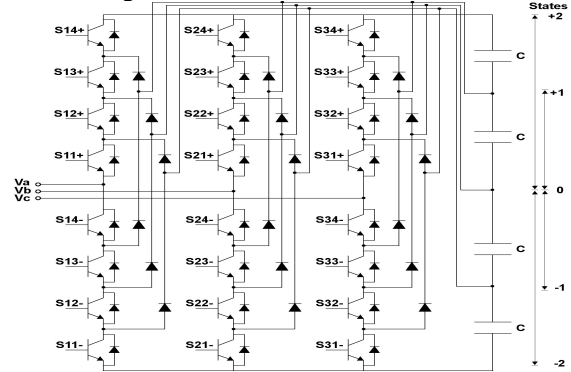 States
S14+ S24+ S34+ +2
C
S13+ S23+ S33+
+1
S12+ S22+ S32+
C
S11+ S21+ S31+
Va
Vb 0
Vc
S14- S24- S34-
C
S13- S23- S33-
-1
S12- S22- S32-
C
S11- S21- S31-
-2